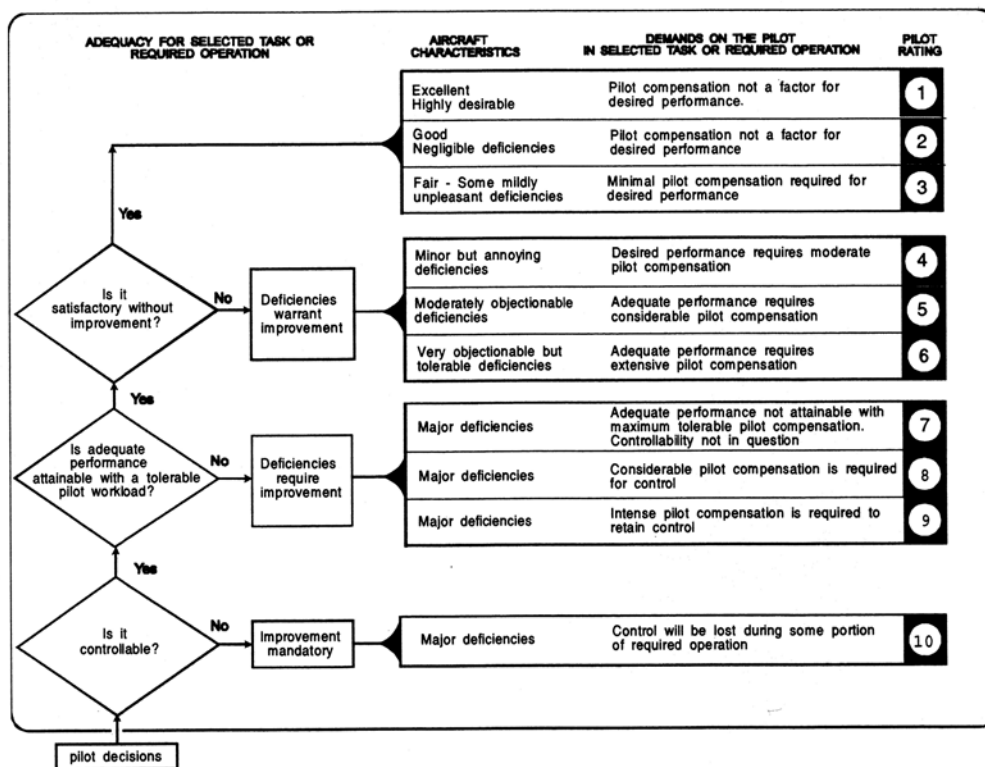 ADEQUACY FOR SELECTED TASK OR
REQUIRED OPERATION
AIRCRAFT
CHARACTERISTICS
DEMANDS ON THE PILOT
IN SELECTED TASK OR REQUIRED OPERATION
PILOT
RATING
Excellent
Highly desirable
Pilot compensation not a factor for
desired performance.
1
Good
Negligible deficiencies
Pilot compensation not a factor for
desired performance
2
Fair - Some mildly
unpleasant deficiencies
Minimal pilot compensation required for
desired performance
3
Yes
Is it
satisfactory without
improvement?
No
Deficiencies
warrant
improvement
Minor but annoying
deficiencies
Desired performance requires moderate
pilot compensation
4
Moderately objectionable
deficiencies
Adequate performance requires
considerable pilot compensation
5
Very objectionable but
tolerable deficiencies
Adequate performance requires
extensive pilot compensation
6
Yes
Is adequate
performance
attainable with a tolerable
pilot workload?
No
Deficiencies
require
improvement
Major deficiencies
Adequate performance not attainable with
maximum tolerable pilot compensation.
Controllability not in question
7
Major deficiencies
Considerable pilot compensation is required
for control
8
Major deficiencies
Intense pilot compensation is required to
retain control
9
Yes
Is it
controllable?
No
Improvement
mandatory
Major deficiencies
Control will be lost during some portion
of required operation
10
pilot decisions